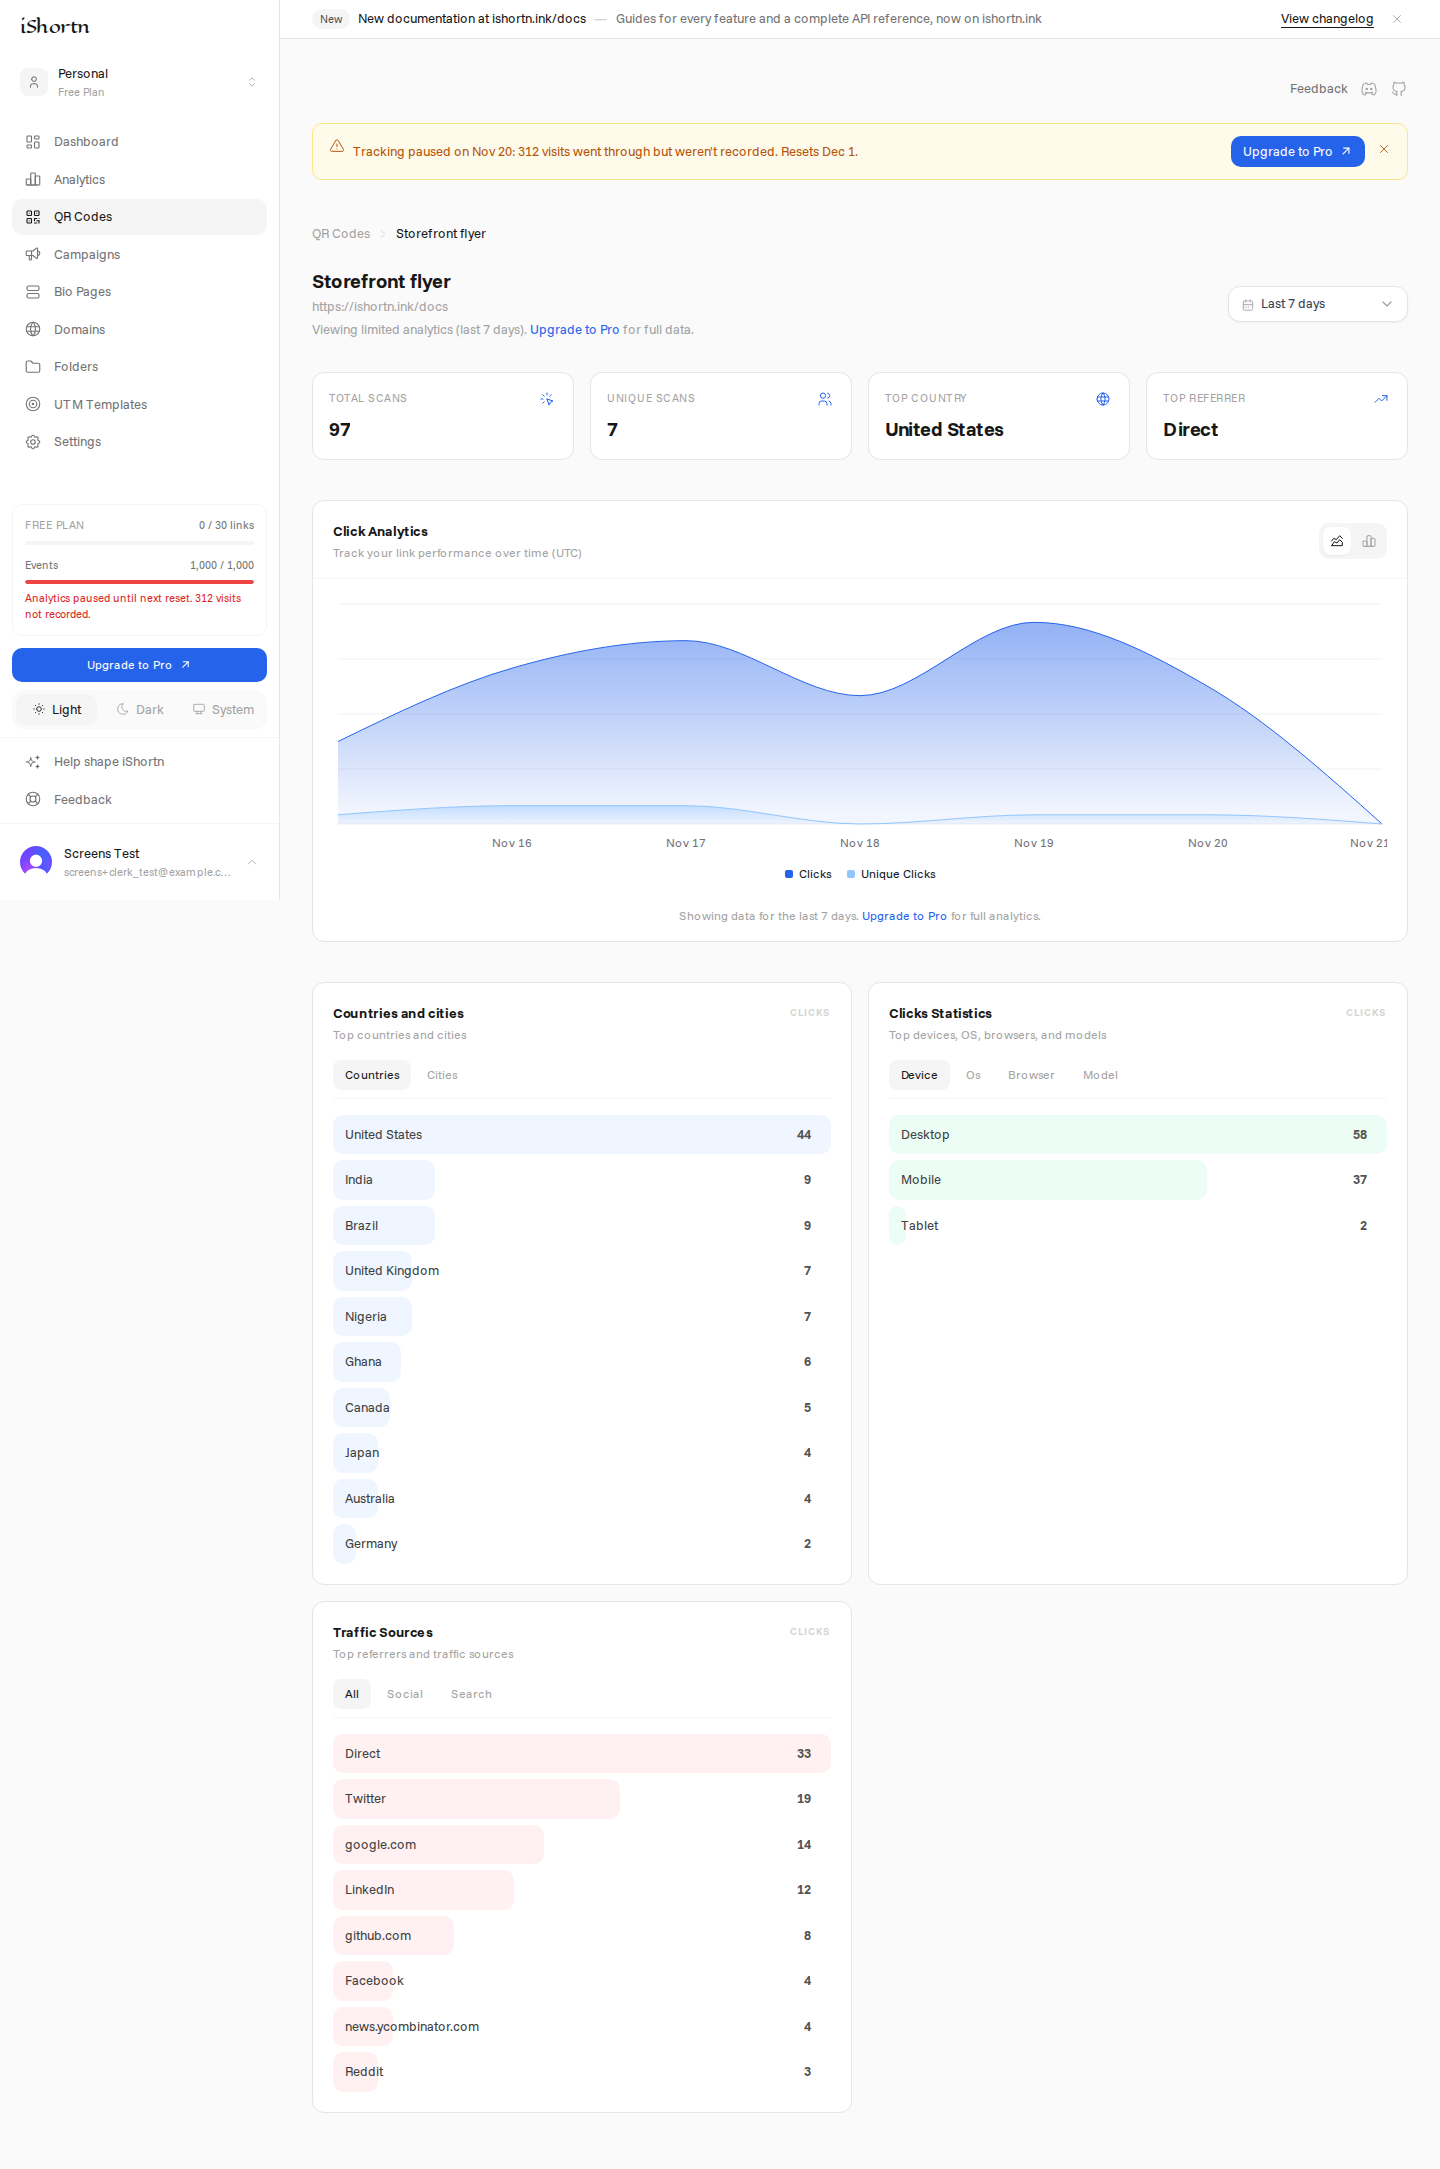 iShortn
Personal
Free Plan
Dashboard
Analytics
QR Codes
Campaigns
Bio Pages
Domains
Folders
UTM Templates
Settings
FREE PLAN 0 / 30 links
Events 1,000 / 1,000
Analytics paused until next reset. 312 visits
not recorded.
Upgrade to Pro
Light Dark System
Help shape iShortn
Feedback
Screens Test
screens+clerk_test@example.c...
New New documentation at ishortn.ink/docs — Guides for every feature and a complete API reference, now on ishortn.ink View changelog
Feedback
Tracking paused on Nov 20: 312 visits went through but weren't recorded. Resets Dec 1. Upgrade to Pro
QR Codes Storefront flyer
Storefront flyer
https://ishortn.ink/docs
Viewing limited analytics (last 7 days). Upgrade to Pro for full data.
Last 7 days
TOTAL SCANS
97
UNIQUE SCANS
7
TOP COUNTRY
United States
TOP REFERRER
Direct
Click Analytics
Track your link performance over time (UTC)
Nov 16 Nov 17 Nov 18 Nov 19 Nov 20 Nov 21
Clicks Unique Clicks
Showing data for the last 7 days. Upgrade to Pro for full analytics.
Countries and cities CLICKS
Top countries and cities
Countries Cities
United States 44
India 9
Brazil 9
United Kingdom 7
Nigeria 7
Ghana 6
Canada 5
Japan 4
Australia 4
Germany 2
Clicks Statistics CLICKS
Top devices, OS, browsers, and models
Device Os Browser Model
Desktop 58
Mobile 37
Tablet 2
Traffic Sources CLICKS
Top referrers and traffic sources
All Social Search
Direct 33
Twitter 19
google.com 14
LinkedIn 12
github.com 8
Facebook 4
news.ycombinator.com 4
Reddit 3